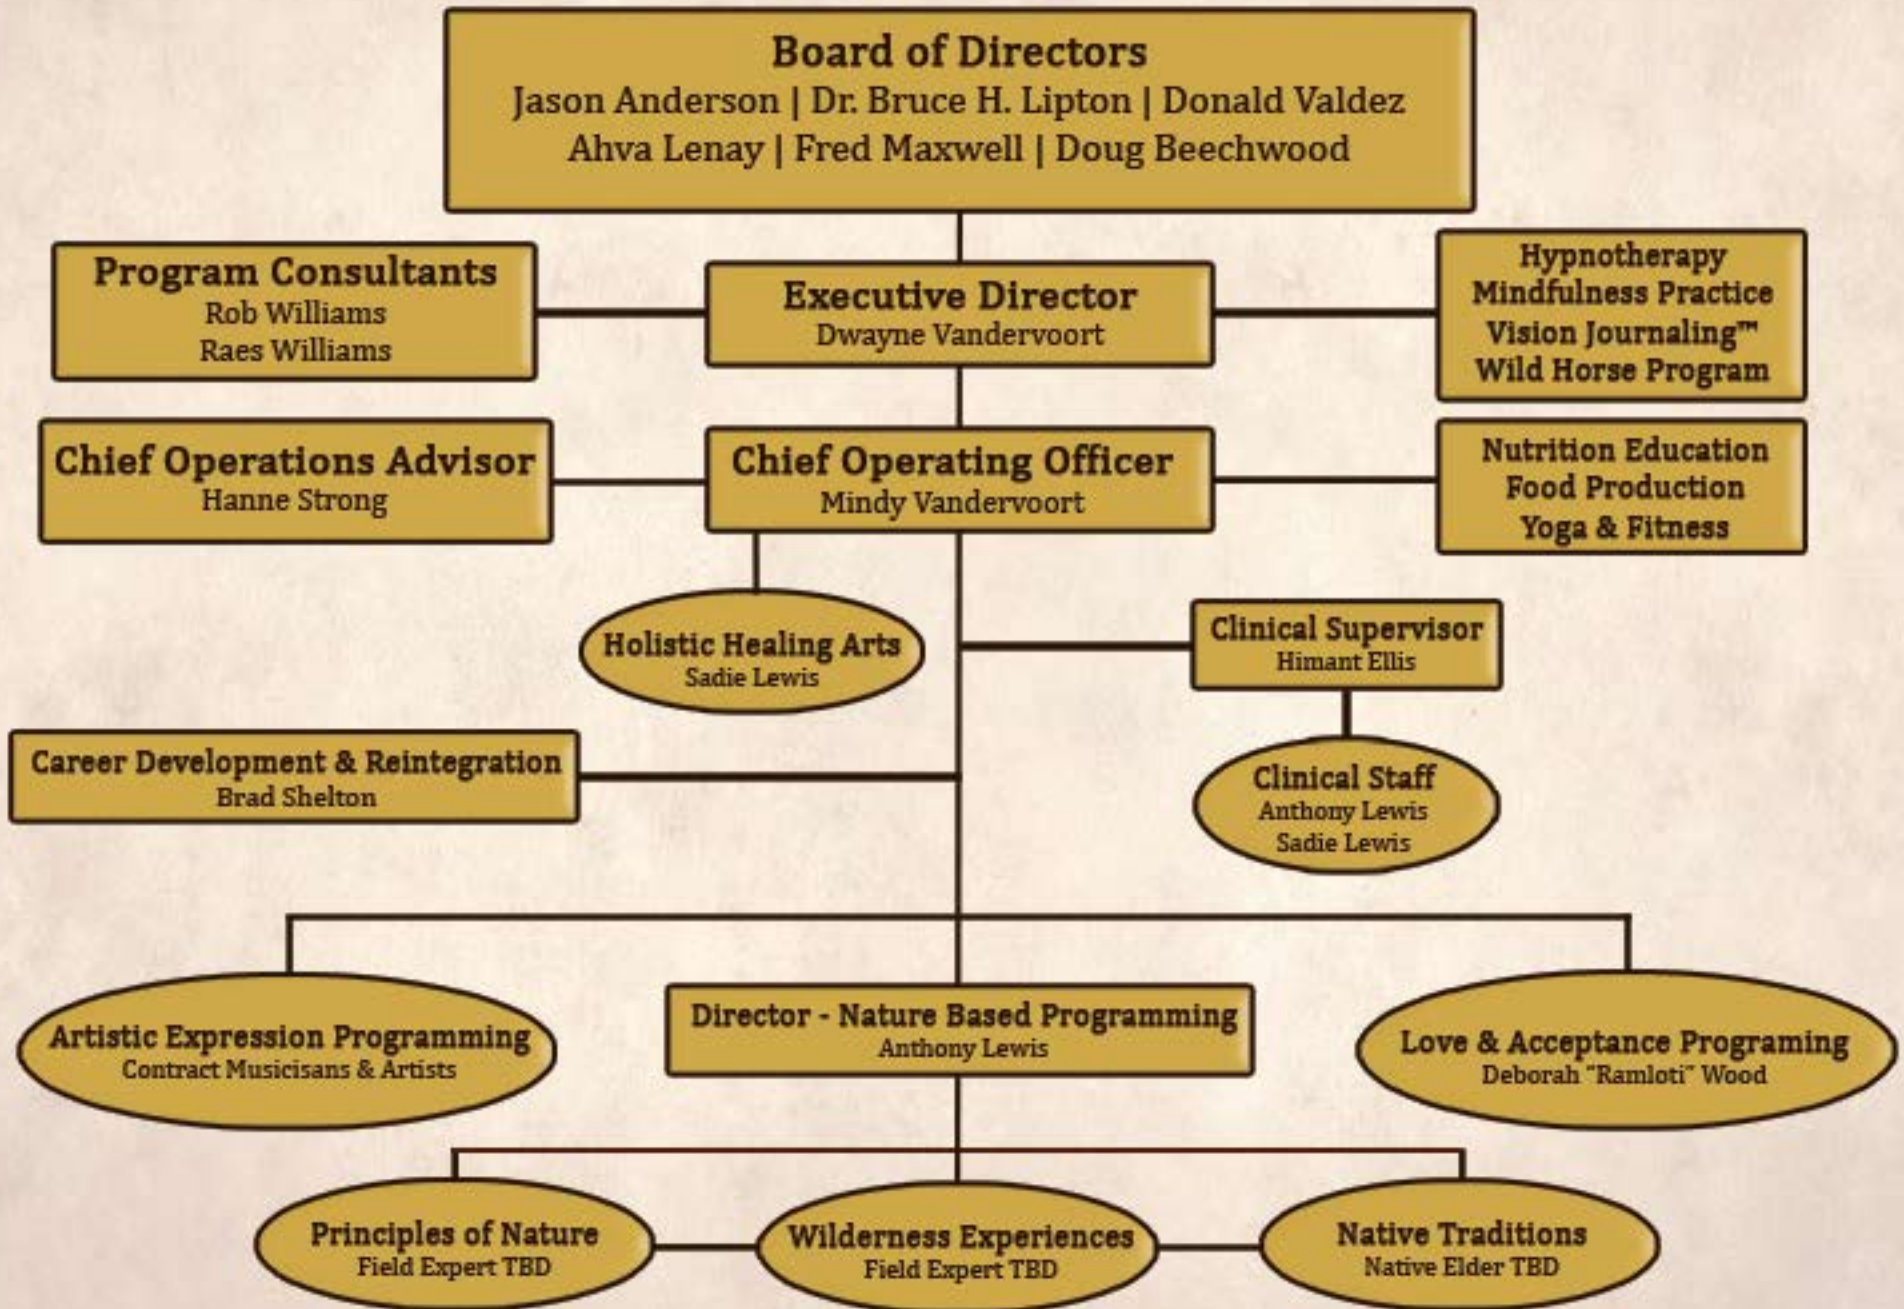 Board of Directors
Jason Anderson | Dr. Bruce H. Lipton | Donald Valdez
Ahva Lenay | Fred Maxwell | Doug Beechwood
Program Consultants
Rob Williams
Raes Williams
Executive Director
Dwayne Vandervoort
Hypnotherapy
Mindfulness Practice
Vision Journaling™
Wild Horse Program
Chief Operations Advisor
Hanne Strong
Chief Operating Officer
Mindy Vandervoort
Nutrition Education
Food Production
Yoga & Fitness
Holistic Healing Arts
Sadie Lewis
Clinical Supervisor
Himant Ellis
Career Development & Reintegration
Brad Shelton
Clinical Staff
Anthony Lewis
Sadie Lewis
Artistic Expression Programming
Contract Musicisans & Artists
Director - Nature Based Programming
Anthony Lewis
Love & Acceptance Programing
Deborah "Ramloti" Wood
Principles of Nature
Field Expert TBD
Wilderness Experiences
Field Expert TBD
Native Traditions
Native Elder TBD